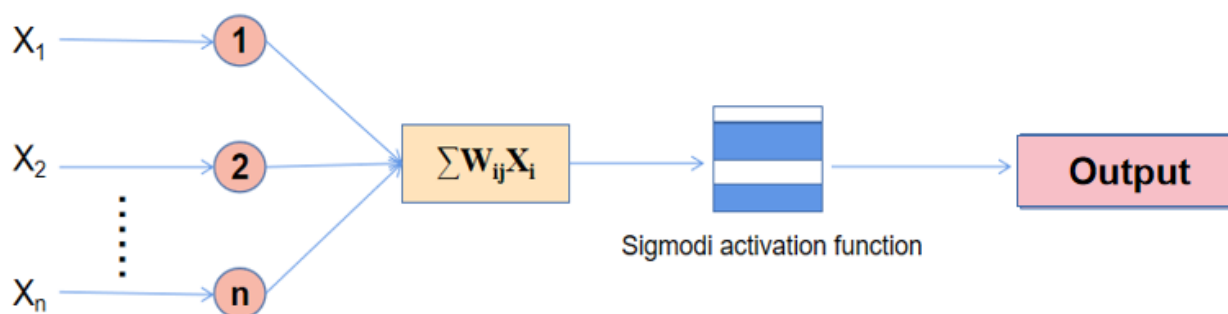 X₁
1
X₂
2
∑WᵢⱼXᵢ
Output
Sigmodi activation function
Xₙ
n